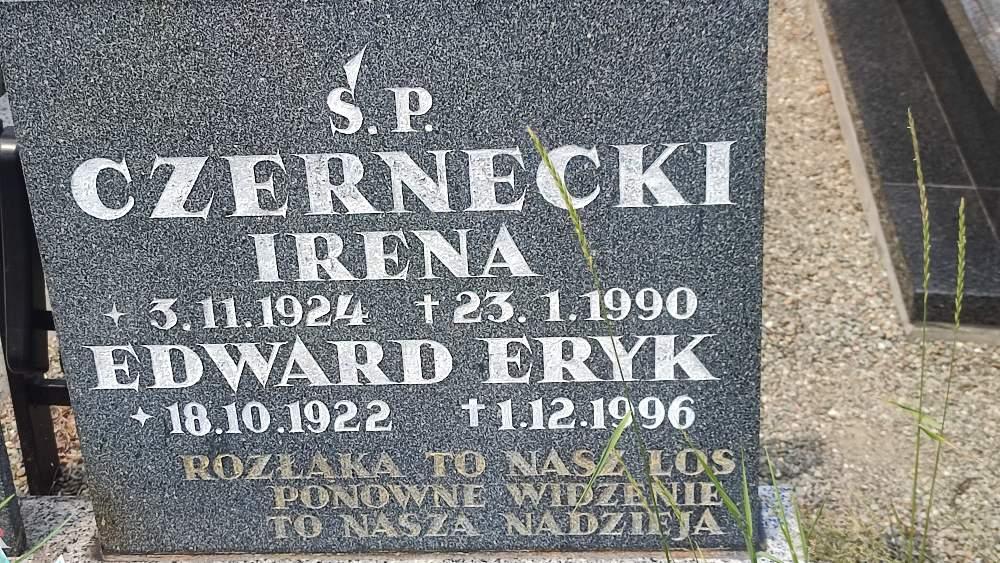 Ś. P.
CZERNECKI
IRENA
3.11.1924 † 23.1.1990
EDWARD ERYK
18.10.1922 † 1.12.1996
ROZŁĄKA TO NASZ LOS
PONOWNE WIDZENIE
TO NASZA NADZIEJA